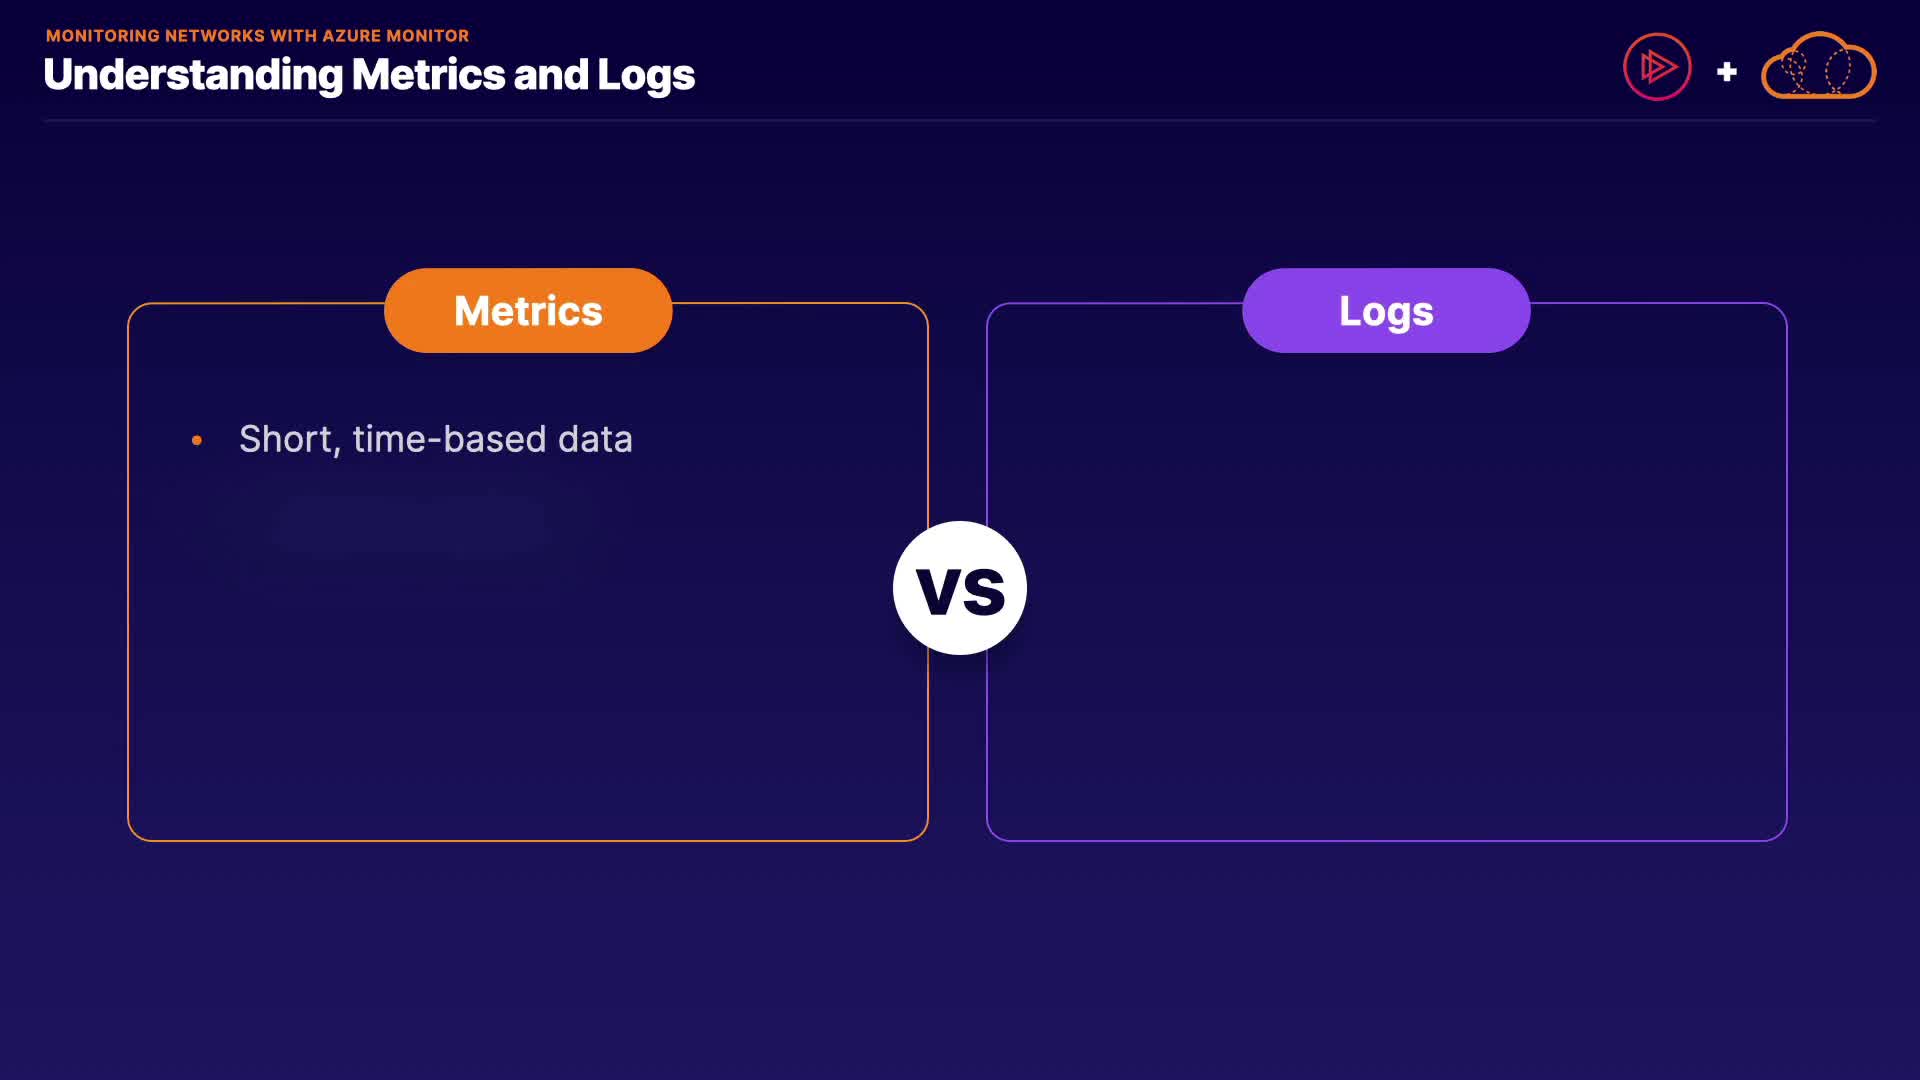 MONITORING NETWORKS WITH AZURE MONITOR
Understanding Metrics and Logs
Metrics
Logs
• Short, time-based data
VS